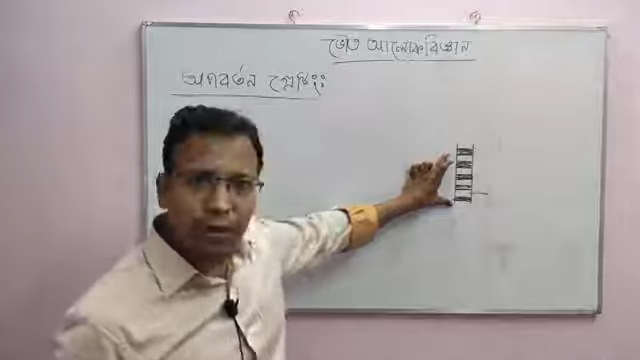 ভৌত আলোকবিজ্ঞান
অপবর্তন গ্রেটিংঃ